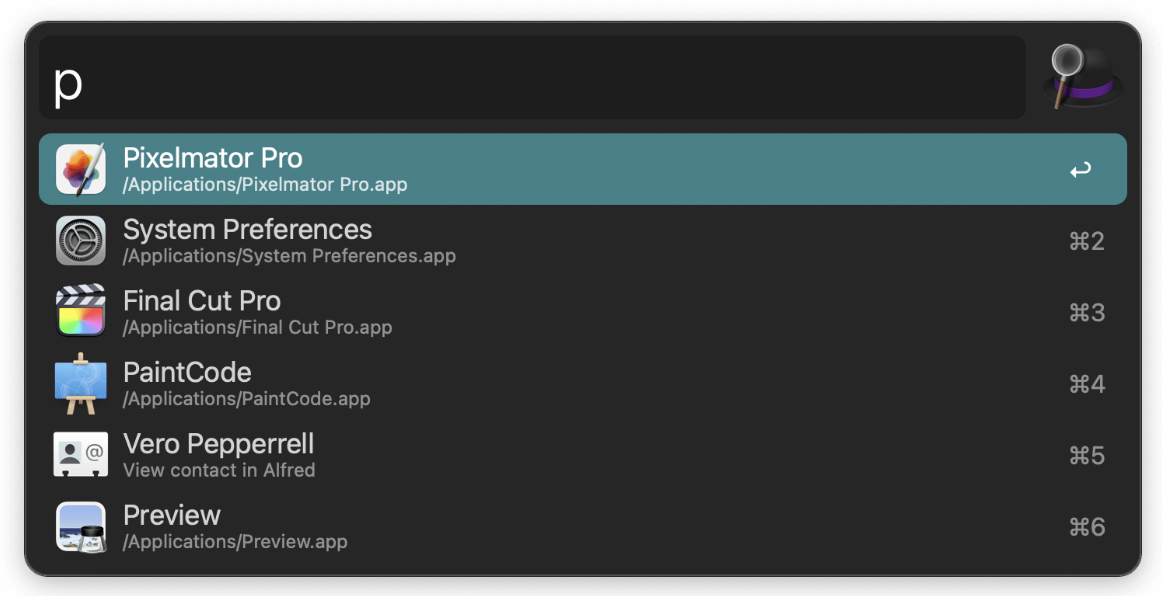 p
Pixelmator Pro
/Applications/Pixelmator Pro.app
↩
System Preferences
/Applications/System Preferences.app
⌘2
Final Cut Pro
/Applications/Final Cut Pro.app
⌘3
PaintCode
/Applications/PaintCode.app
⌘4
@
Vero Pepperrell
View contact in Alfred
⌘5
Preview
/Applications/Preview.app
⌘6